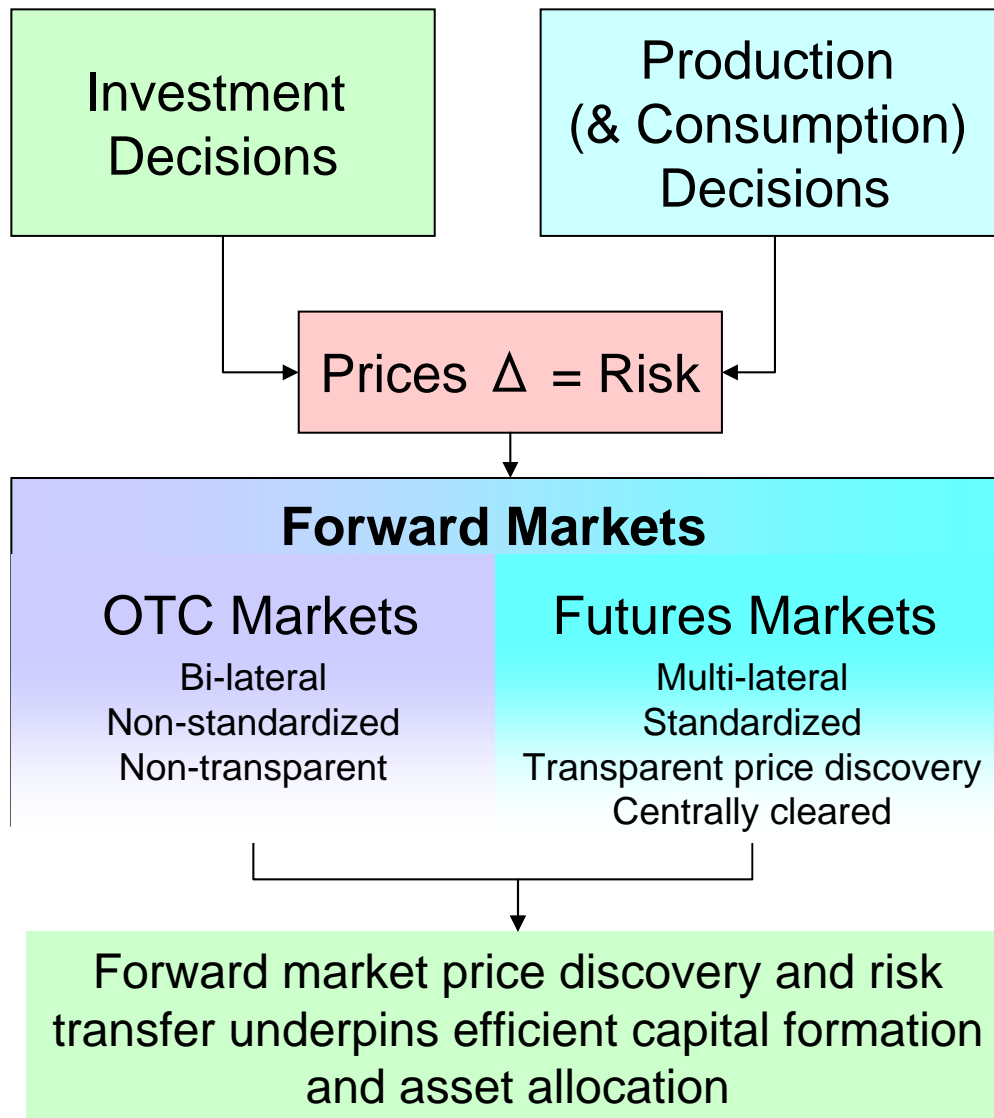 Investment
Decisions
Production
(& Consumption)
Decisions
Prices Δ = Risk
Forward Markets
OTC Markets
Bi-lateral
Non-standardized
Non-transparent
Futures Markets
Multi-lateral
Standardized
Transparent price discovery
Centrally cleared
Forward market price discovery and risk
transfer underpins efficient capital formation
and asset allocation